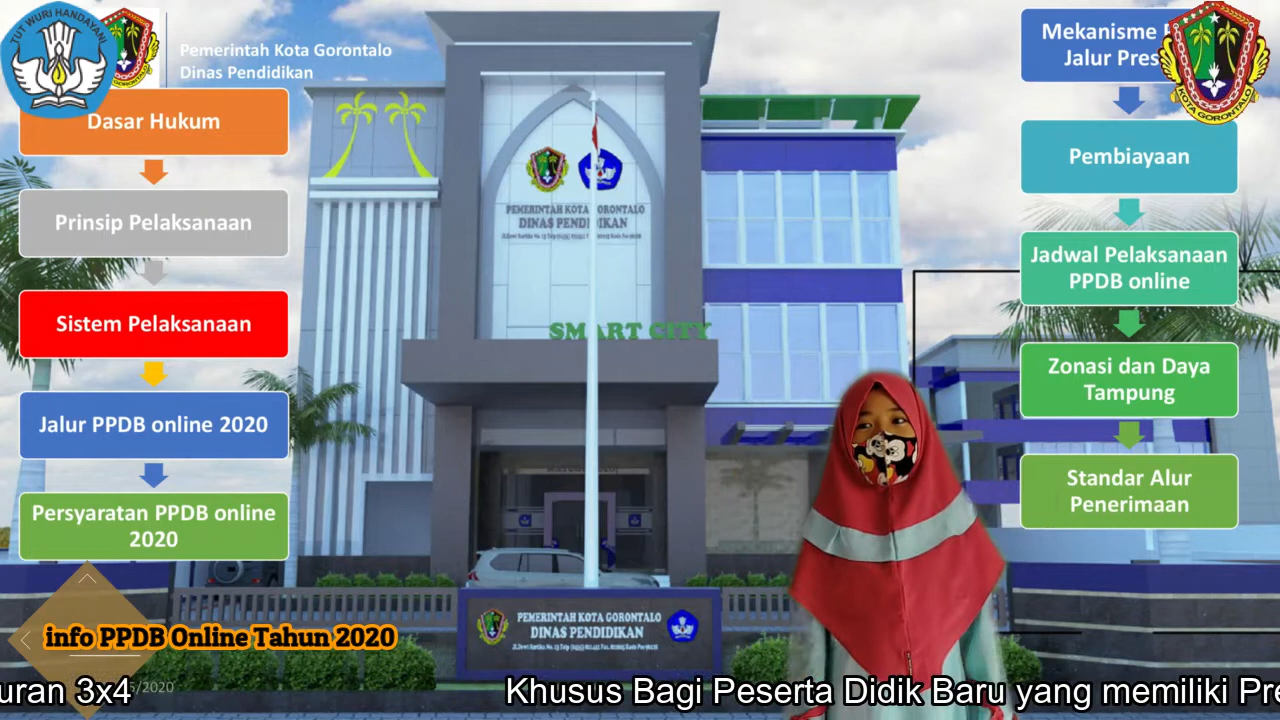 TUT WURI HANDAYANI
Pemerintah Kota Gorontalo
Dinas Pendidikan
Dasar Hukum
Prinsip Pelaksanaan
Sistem Pelaksanaan
Jalur PPDB online 2020
Persyaratan PPDB online
2020
PEMERINTAH KOTA GORONTALO
DINAS PENDIDIKAN
SMART CITY
Mekanisme
Jalur Pres
KOTA GORONTALO
Pembiayaan
Jadwal Pelaksanaan
PPDB online
Zonasi dan Daya
Tampung
Standar Alur
Penerimaan
PEMERINTAH KOTA GORONTALO
DINAS PENDIDIKAN
info PPDB Online Tahun 2020
/2020
uran 3x4
Khusus Bagi Peserta Didik Baru yang memiliki Pre